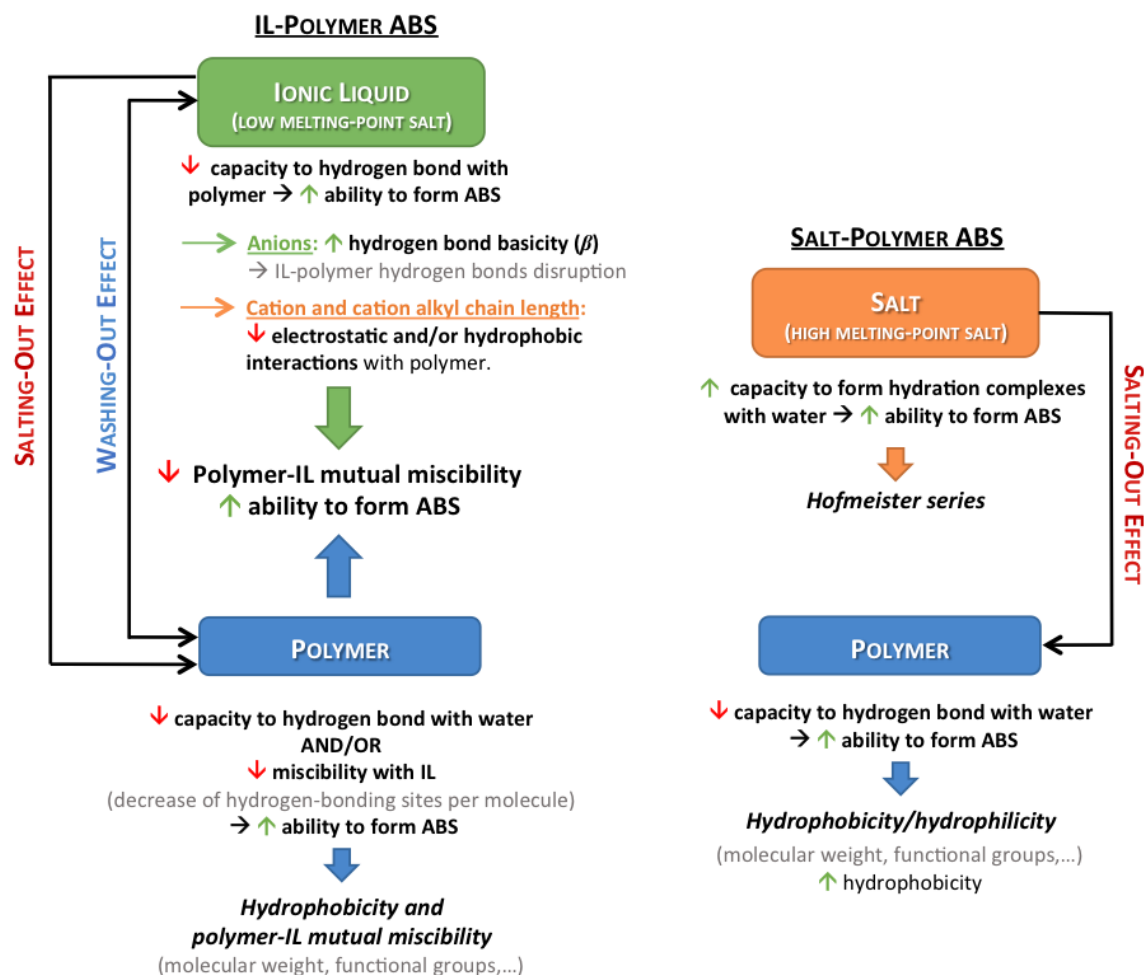 IL-POLYMER ABS
IONIC LIQUID
(LOW MELTING-POINT SALT)
↓ capacity to hydrogen bond with
polymer → ↑ ability to form ABS
Anions: ↑ hydrogen bond basicity (β)
→ IL-polymer hydrogen bonds disruption
Cation and cation alkyl chain length:
↓ electrostatic and/or hydrophobic
interactions with polymer.
↓ Polymer-IL mutual miscibility
↑ ability to form ABS
POLYMER
↓ capacity to hydrogen bond with water
AND/OR
↓ miscibility with IL
(decrease of hydrogen-bonding sites per molecule)
→ ↑ ability to form ABS
Hydrophobicity and
polymer-IL mutual miscibility
(molecular weight, functional groups,...)
SALTING-OUT EFFECT
WASHING-OUT EFFECT
SALT-POLYMER ABS
SALT
(HIGH MELTING-POINT SALT)
↑ capacity to form hydration complexes
with water → ↑ ability to form ABS
Hofmeister series
POLYMER
↓ capacity to hydrogen bond with water
→ ↑ ability to form ABS
Hydrophobicity/hydrophilicity
(molecular weight, functional groups,...)
↑ hydrophobicity
SALTING-OUT EFFECT